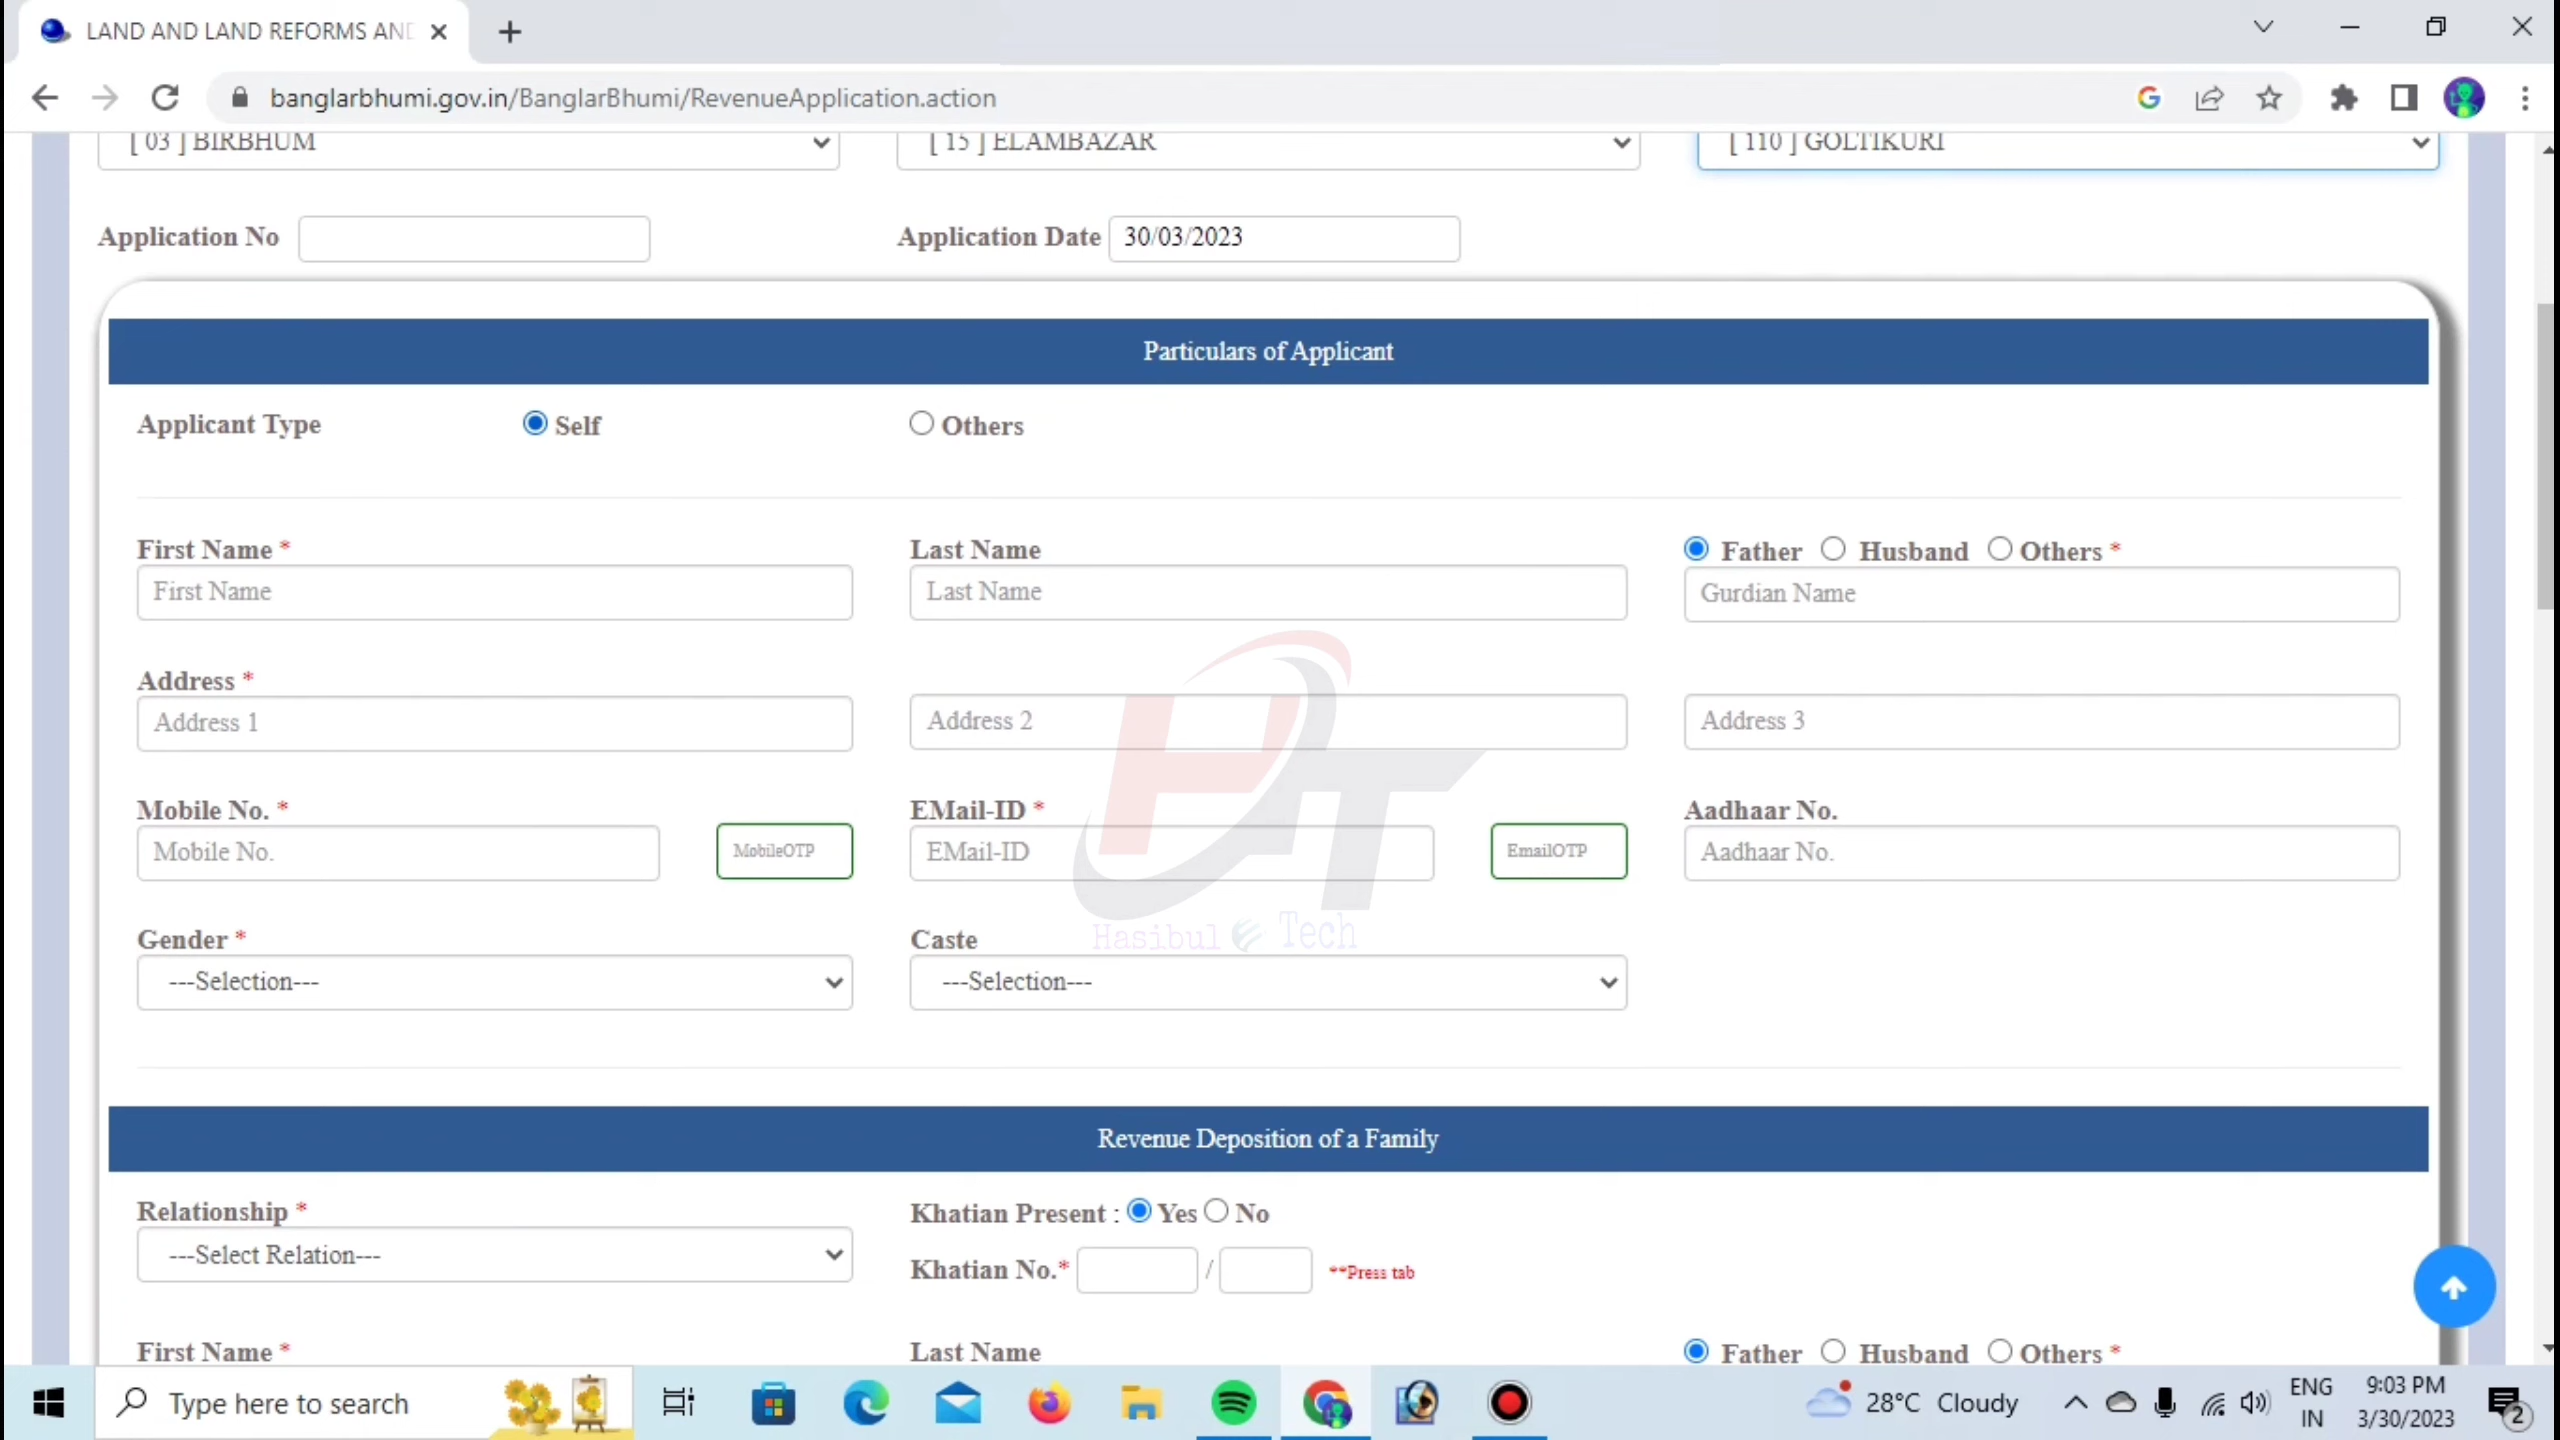 LAND AND LAND REFORMS AND
banglarbhumi.gov.in/BanglarBhumi/RevenueApplication.action
[ 03 ] BIRBHUM [ 15 ] ELAMBAZAR [ 110 ] GOLTIKURI
Application No Application Date 30/03/2023
Particulars of Applicant
Applicant Type Self Others
First Name * Last Name Father Husband Others *
First Name Last Name Gurdian Name
Address *
Address 1 Address 2 Address 3
Mobile No. * EMail-ID * Aadhaar No.
Mobile No. MobileOTP EMail-ID EmailOTP Aadhaar No.
Hasibul Tech
Gender * Caste
---Selection--- ---Selection---
Revenue Deposition of a Family
Relationship * Khatian Present : Yes No
---Select Relation---
Khatian No.* / **Press tab
First Name * Last Name Father Husband Others *
Type here to search 28°C Cloudy ENG 9:03 PM
IN 3/30/2023 2